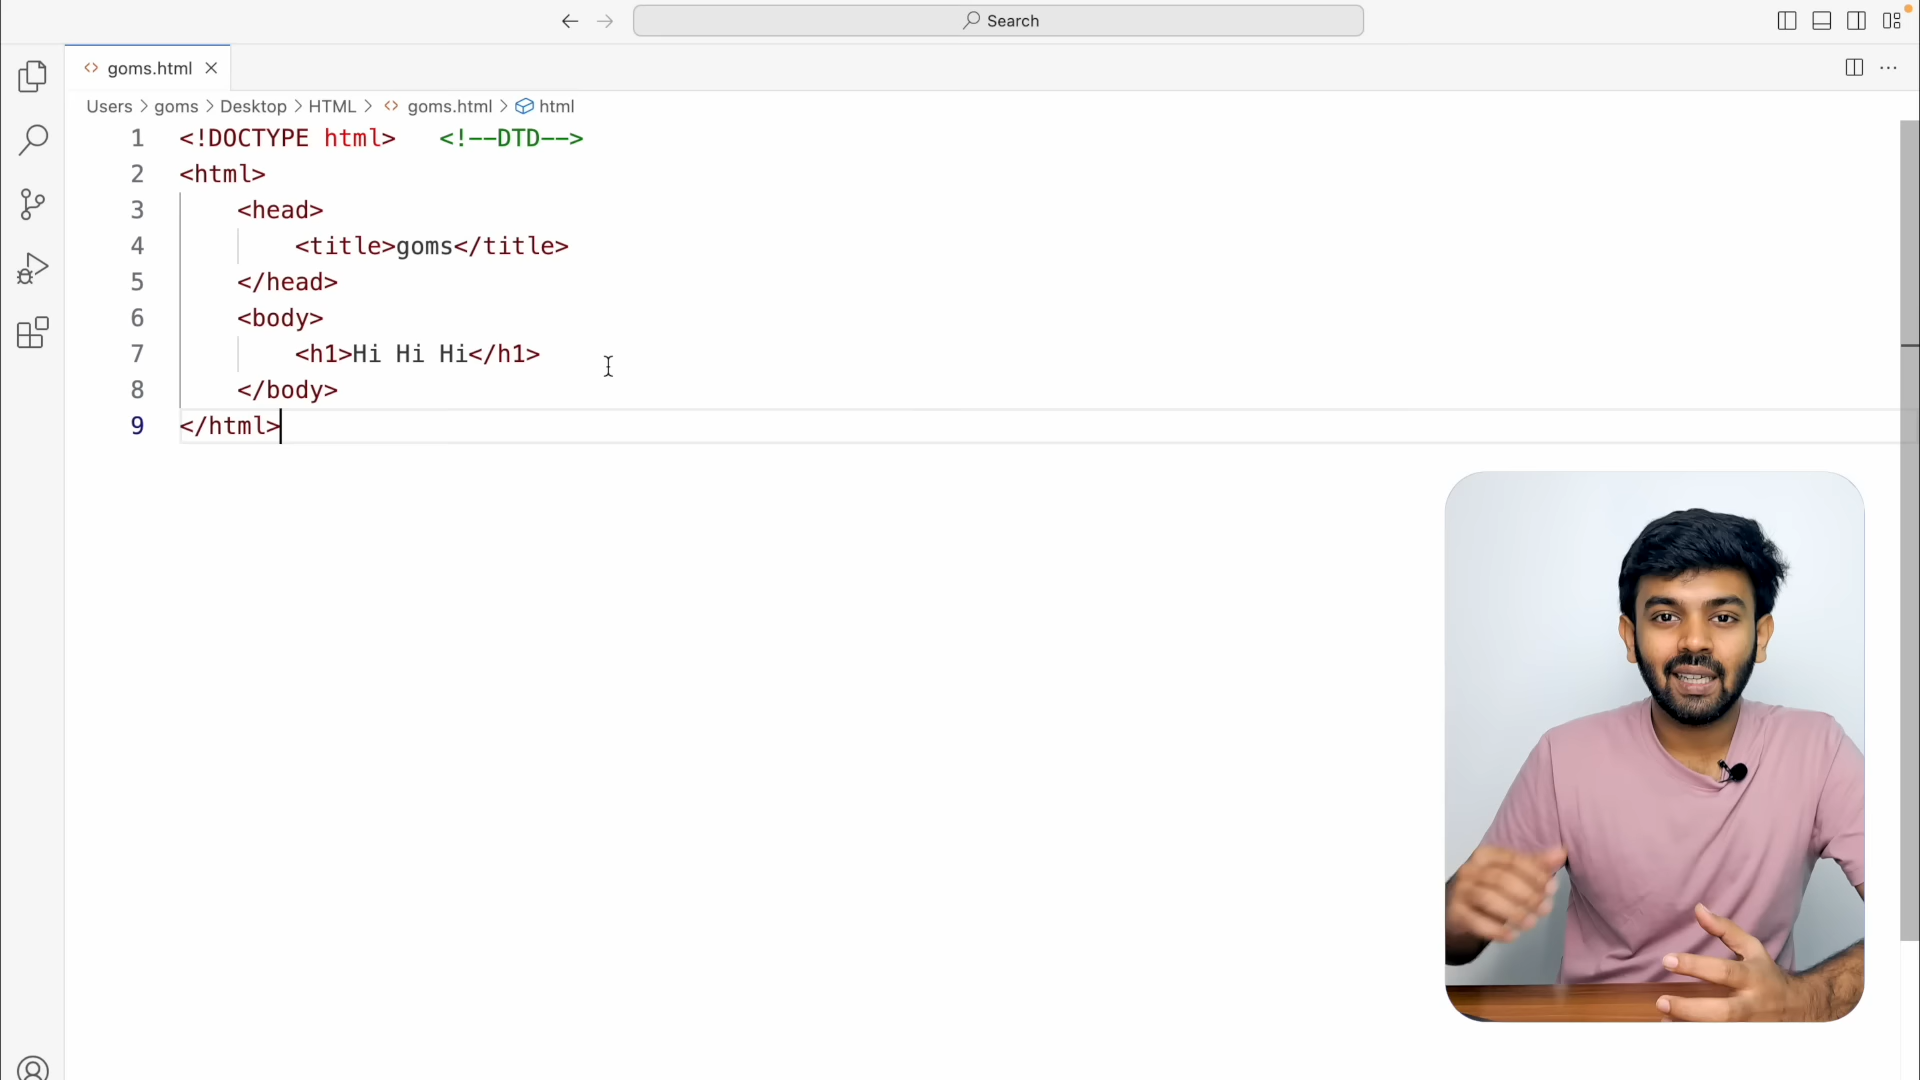 Search
goms.html
Users > goms > Desktop > HTML > goms.html > html
1 <!DOCTYPE html>   <!--DTD-->
2 <html>
3     <head>
4         <title>goms</title>
5     </head>
6     <body>
7         <h1>Hi Hi Hi</h1>
8     </body>
9 </html>